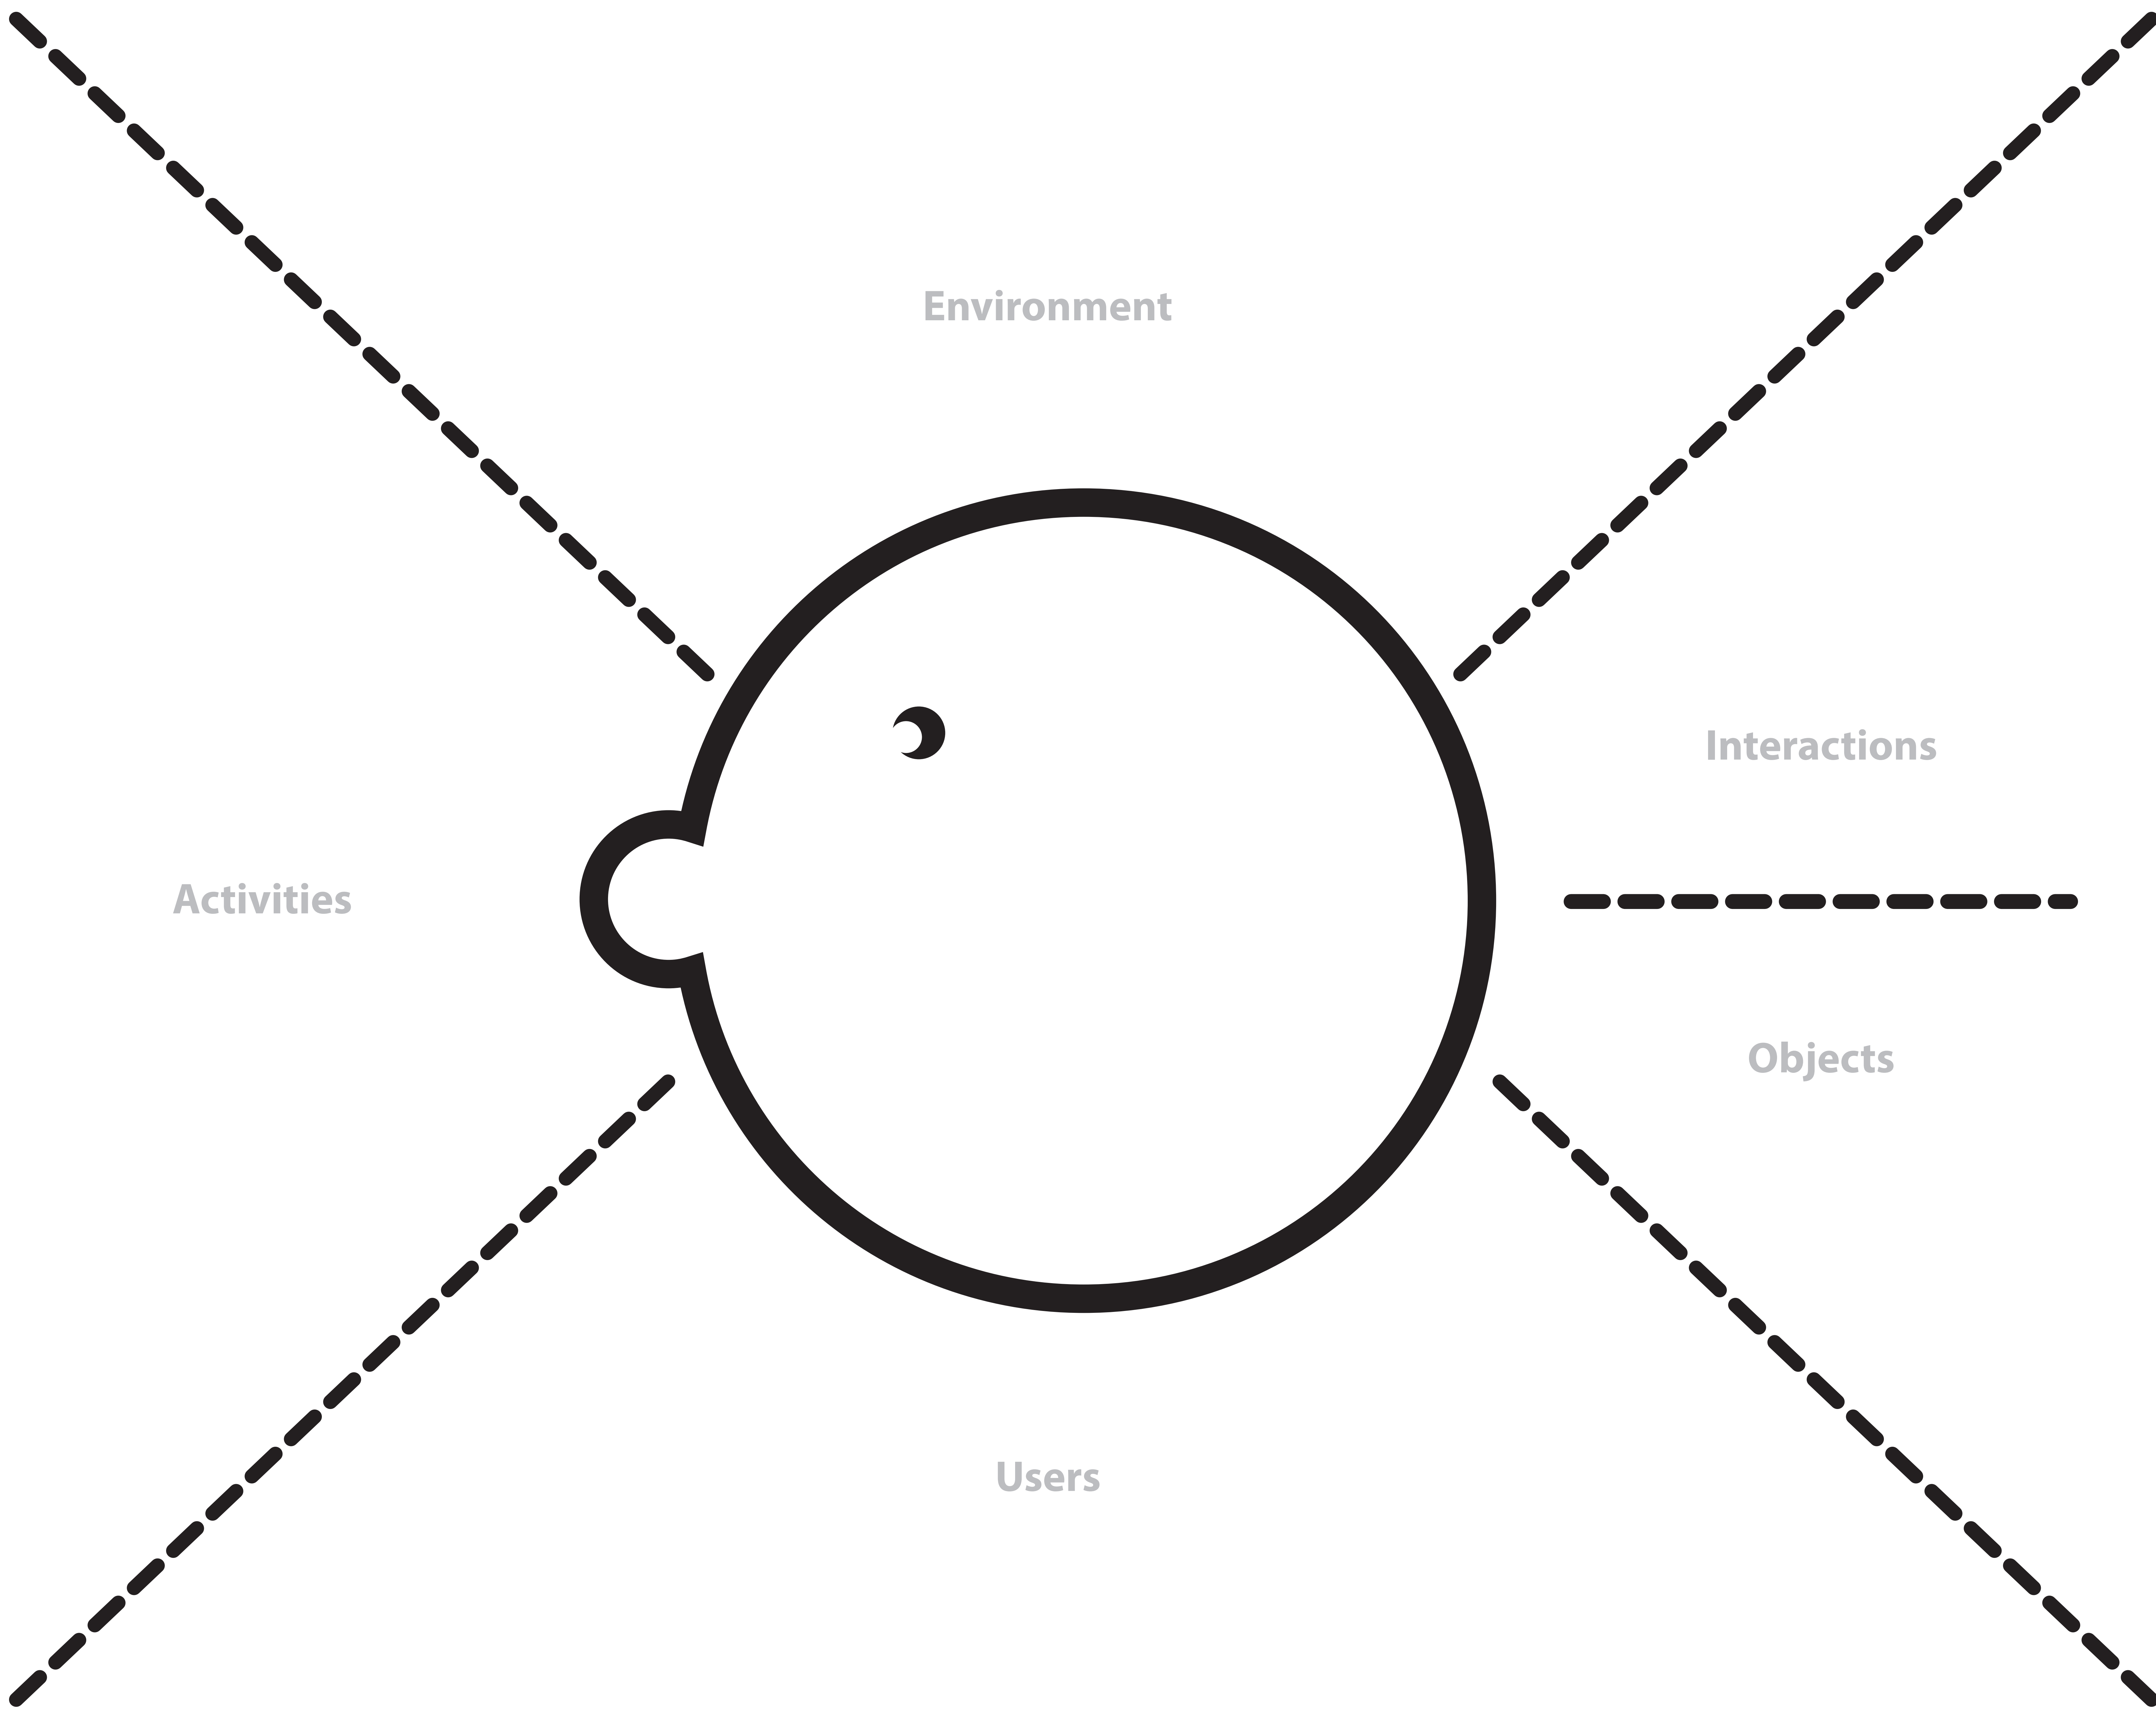 Environment
Interactions
Activities
Objects
Users